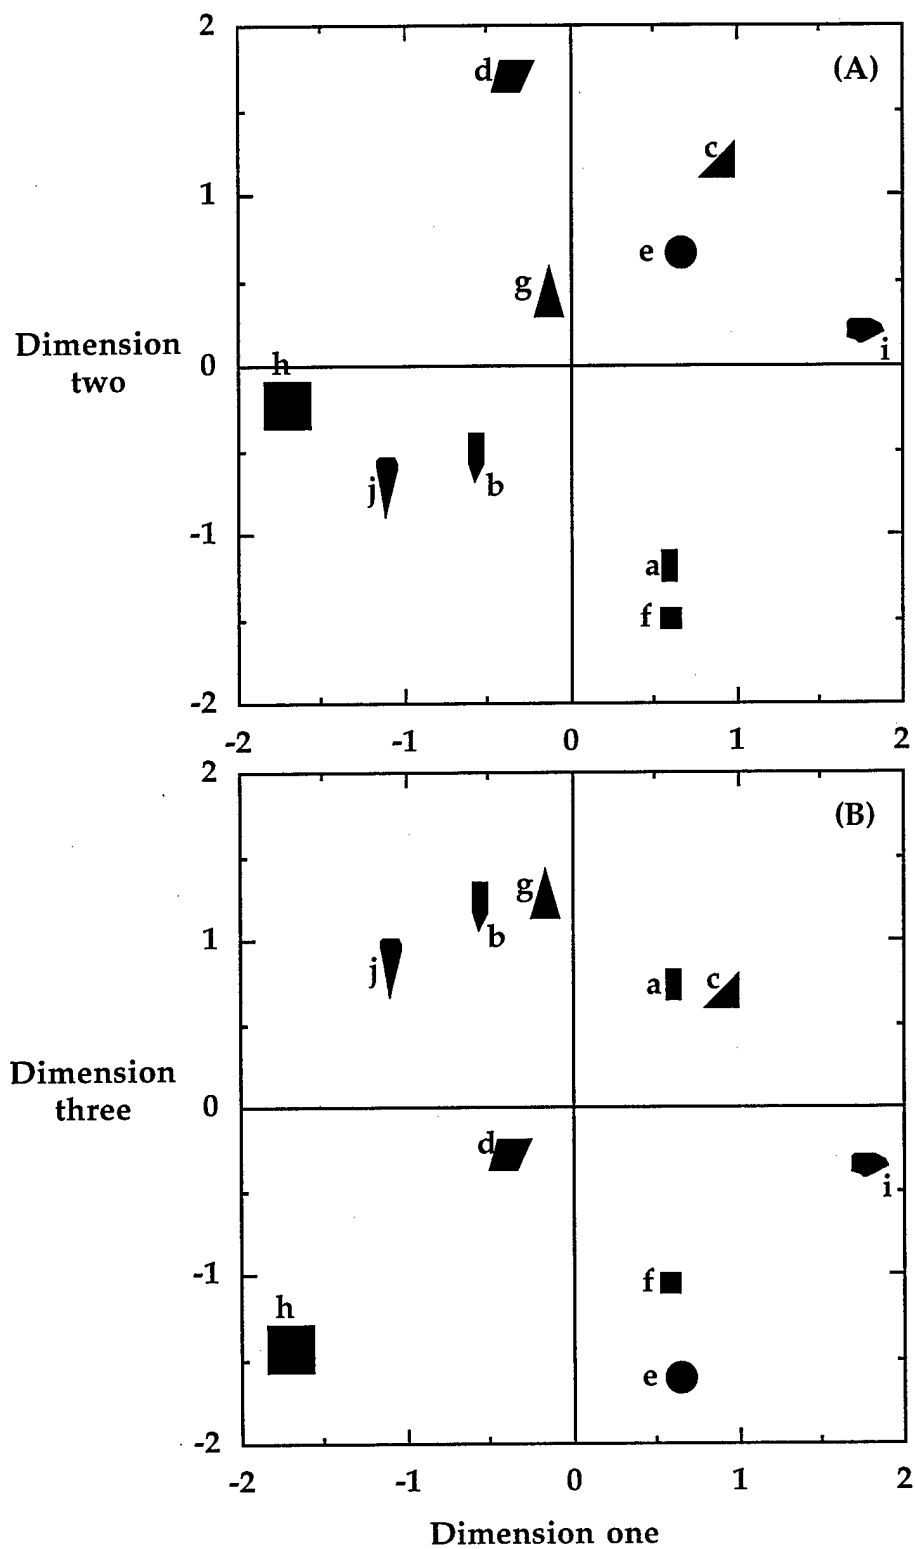 2
d
(A)
c
1
e
g
Dimension
two
0
h
i
j
b
-1
a
f
-2
-2 -1 0 1 2
2
(B)
g
b
1
j
a c
Dimension
three
0
d
i
-1
f
h
e
-2
-2 -1 0 1 2
Dimension one